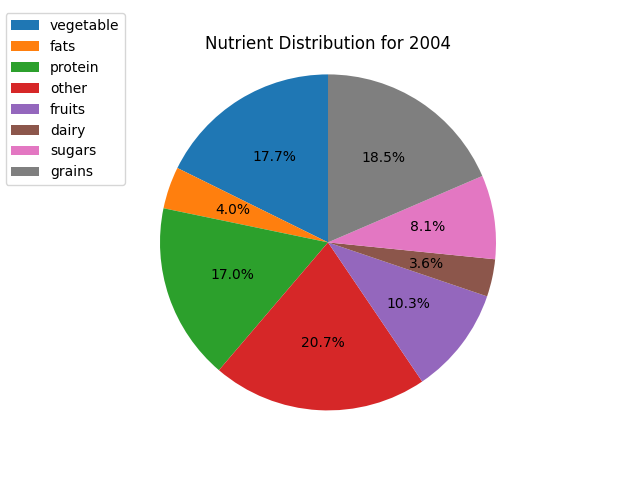 Nutrient Distribution for 2004
vegetable
fats
protein
other
fruits
dairy
sugars
grains
17.7%
18.5%
4.0%
8.1%
3.6%
17.0%
10.3%
20.7%